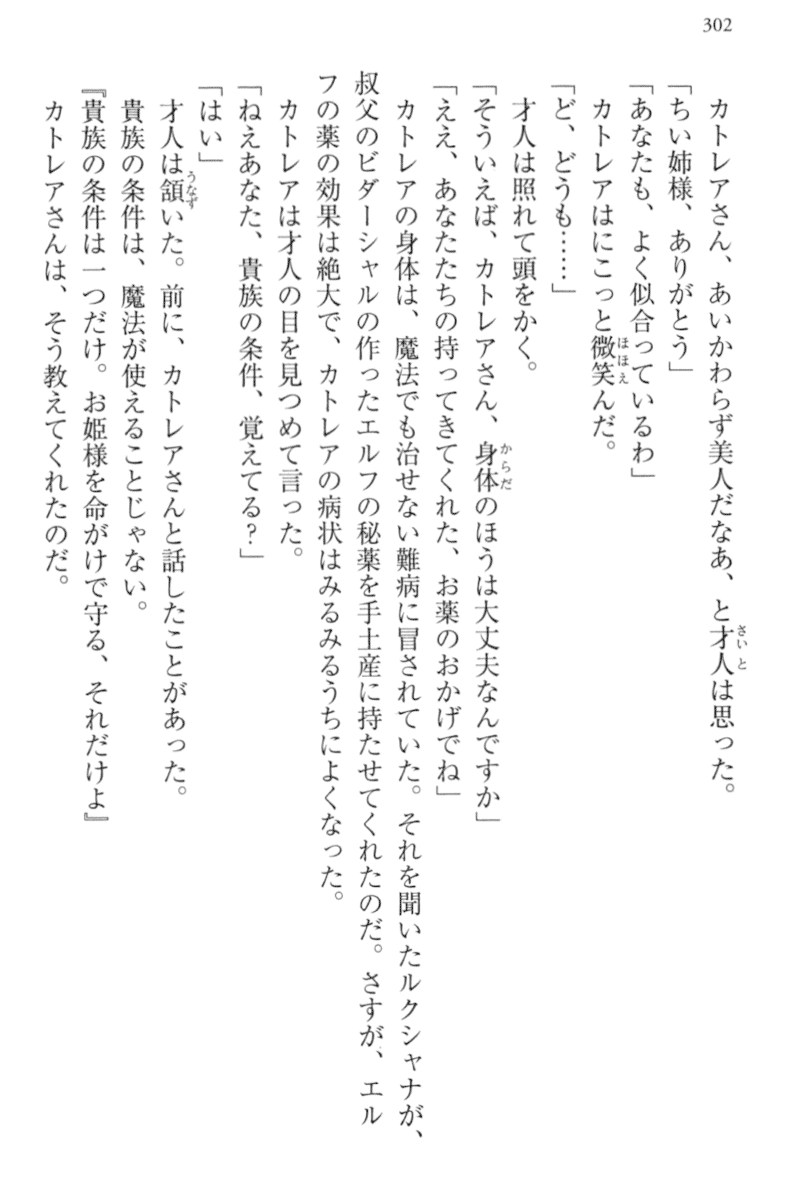 302
カトレアさん、あいかわらず美人だなあ、と才人は思った。
「ちい姉様、ありがとう」
「あなたも、よく似合っているわ」
カトレアはにこっと微笑んだ。
「ど、どうも……」
才人は照れて頭をかく。
「そういえば、カトレアさん、身体のほうは大丈夫なんですか」
「ええ、あなたたちの持ってきてくれた、お薬のおかげでね」
カトレアの身体は、魔法でも治せない難病に冒されていた。それを聞いたルクシャナが、
叔父のビダーシャルの作ったエルフの秘薬を手土産に持たせてくれたのだ。さすが、エル
フの薬の効果は絶大で、カトレアの病状はみるみるうちによくなった。
カトレアは才人の目を見つめて言った。
「ねえあなた、貴族の条件、覚えてる?」
「はい」
才人は頷いた。前に、カトレアさんと話したことがあった。
貴族の条件は、魔法が使えることじゃない。
『貴族の条件は一つだけ。お姫様を命がけで守る、それだけよ』
カトレアさんは、そう教えてくれたのだ。